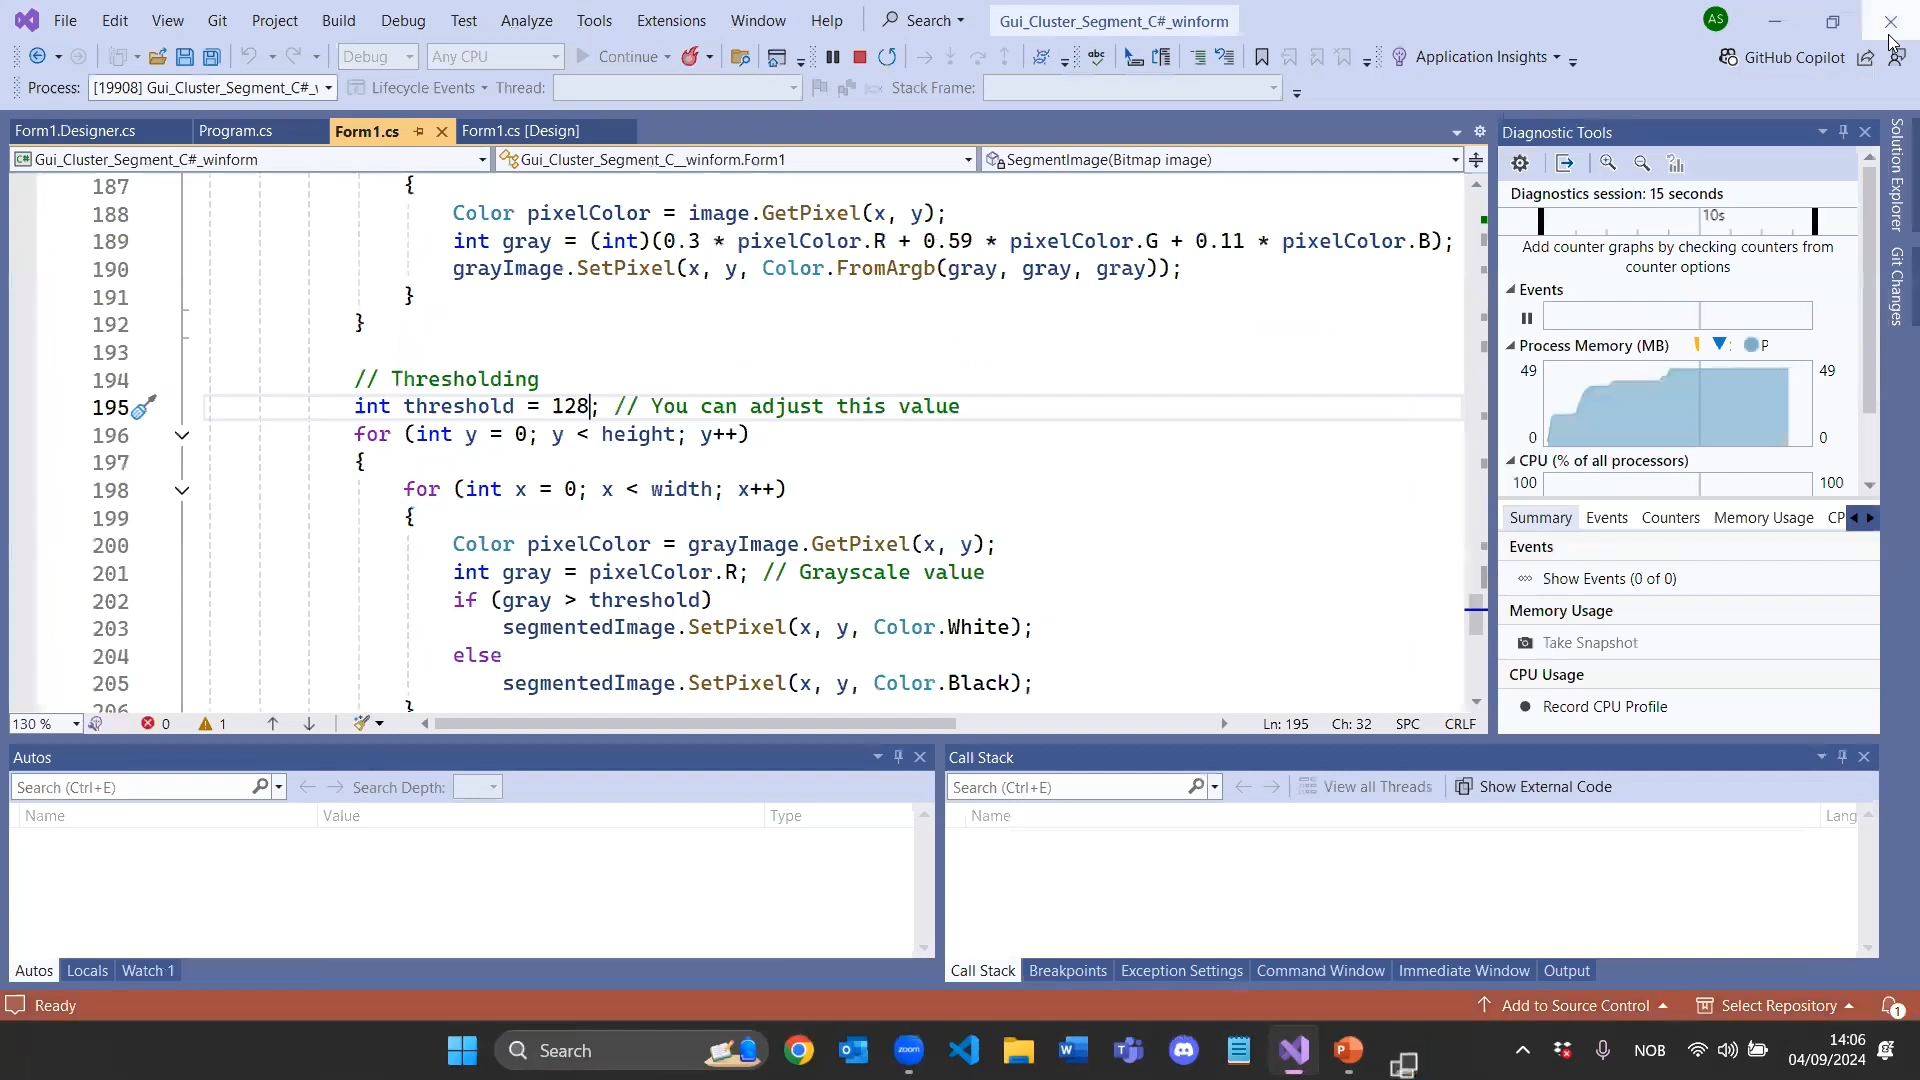 File Edit View Git Project Build Debug Test Analyze Tools Extensions Window Help Search Gui_Cluster_Segment_C#_winform AS
Debug Any CPU Continue abc Application Insights GitHub Copilot
Process: [19908] Gui_Cluster_Segment_C#_ Lifecycle Events Thread: Stack Frame:
Form1.Designer.cs Program.cs Form1.cs Form1.cs [Design]
C# Gui_Cluster_Segment_C#_winform Gui_Cluster_Segment_C__winform.Form1 SegmentImage(Bitmap image)
187 {
188 Color pixelColor = image.GetPixel(x, y);
189 int gray = (int)(0.3 * pixelColor.R + 0.59 * pixelColor.G + 0.11 * pixelColor.B);
190 grayImage.SetPixel(x, y, Color.FromArgb(gray, gray, gray));
191 }
192 }
193
194 // Thresholding
195 int threshold = 128; // You can adjust this value
196 for (int y = 0; y < height; y++)
197 {
198 for (int x = 0; x < width; x++)
199 {
200 Color pixelColor = grayImage.GetPixel(x, y);
201 int gray = pixelColor.R; // Grayscale value
202 if (gray > threshold)
203 segmentedImage.SetPixel(x, y, Color.White);
204 else
205 segmentedImage.SetPixel(x, y, Color.Black);
206 }
130 % 0 1 Ln: 195 Ch: 32 SPC CRLF
Diagnostic Tools
Diagnostics session: 15 seconds
10s
Add counter graphs by checking counters from
counter options
Events
Process Memory (MB) P
49 49
0 0
CPU (% of all processors)
100 100
Summary Events Counters Memory Usage CP
Events
Show Events (0 of 0)
Memory Usage
Take Snapshot
CPU Usage
Record CPU Profile
Solution Explorer
Git Changes
Autos
Search (Ctrl+E) Search Depth:
Name Value Type
Autos Locals Watch 1
Call Stack
Search (Ctrl+E) View all Threads Show External Code
Name Lang
Call Stack Breakpoints Exception Settings Command Window Immediate Window Output
Ready Add to Source Control Select Repository 1
Search zoom NOB 14:06
04/09/2024